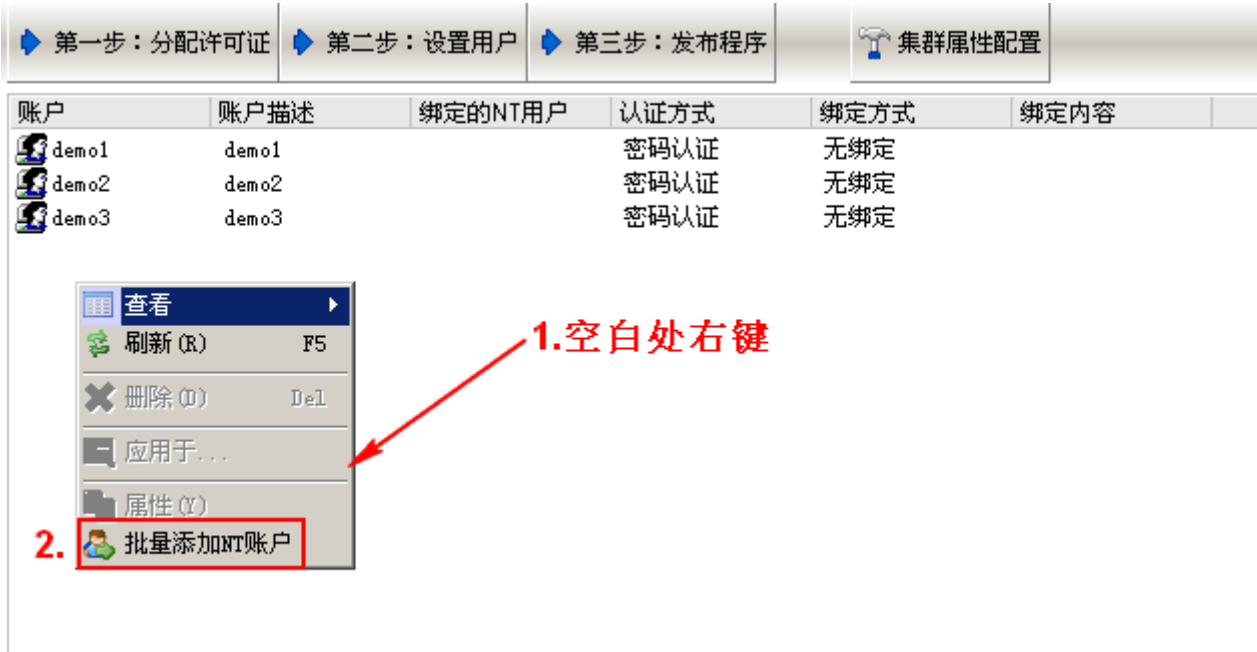 第一步：分配许可证 第二步：设置用户 第三步：发布程序 集群属性配置
账户 账户描述 绑定的NT用户 认证方式 绑定方式 绑定内容
demo1 demo1 密码认证 无绑定
demo2 demo2 密码认证 无绑定
demo3 demo3 密码认证 无绑定
查看
1.空白处右键
刷新(R) F5
删除(D) Del
应用于...
属性(Y)
2. 批量添加NT账户